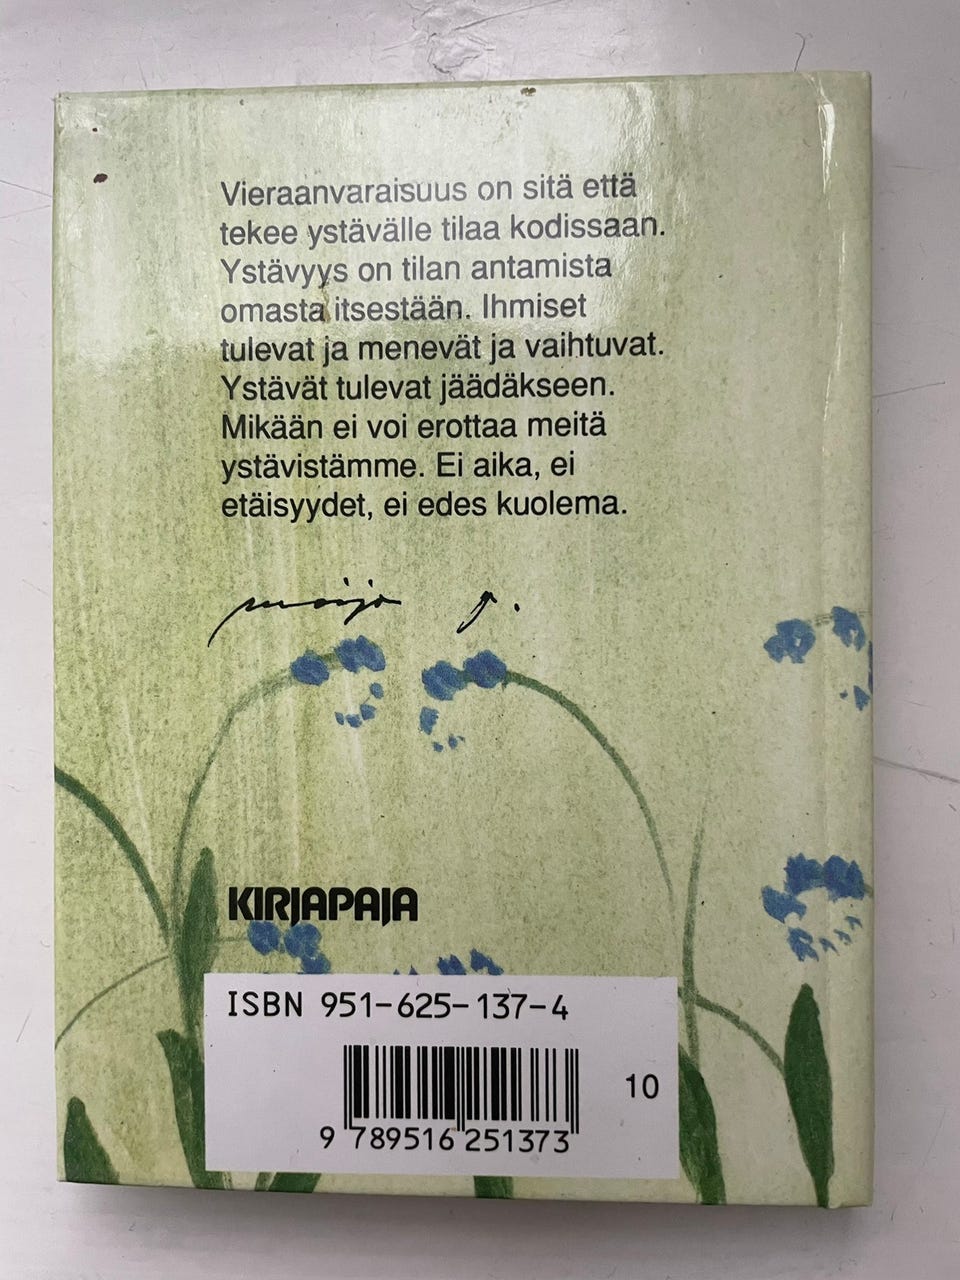 Vieraanvaraisuus on sitä että
tekee ystävälle tilaa kodissaan.
Ystävyys on tilan antamista
omasta itsestään. Ihmiset
tulevat ja menevät ja vaihtuvat.
Ystävät tulevat jäädäkseen.
Mikään ei voi erottaa meitä
ystävistämme. Ei aika, ei
etäisyydet, ei edes kuolema.
KIRJAPAJA
ISBN 951-625-137-4
10
9 789516 251373